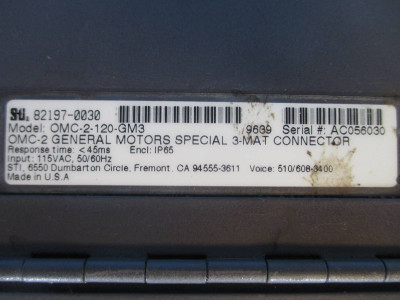 Sti 82197-0030
Model: OMC-2-120-GM3 9639 Serial #: AC056030
OMC-2 GENERAL MOTORS SPECIAL 3-MAT CONNECTOR
Response time: <45ms Encl: IP65
Input: 115VAC, 50/60Hz
STI, 6550 Dumbarton Circle, Fremont, CA 94555-3611 Voice: 510/608-3400
Made in U.S.A